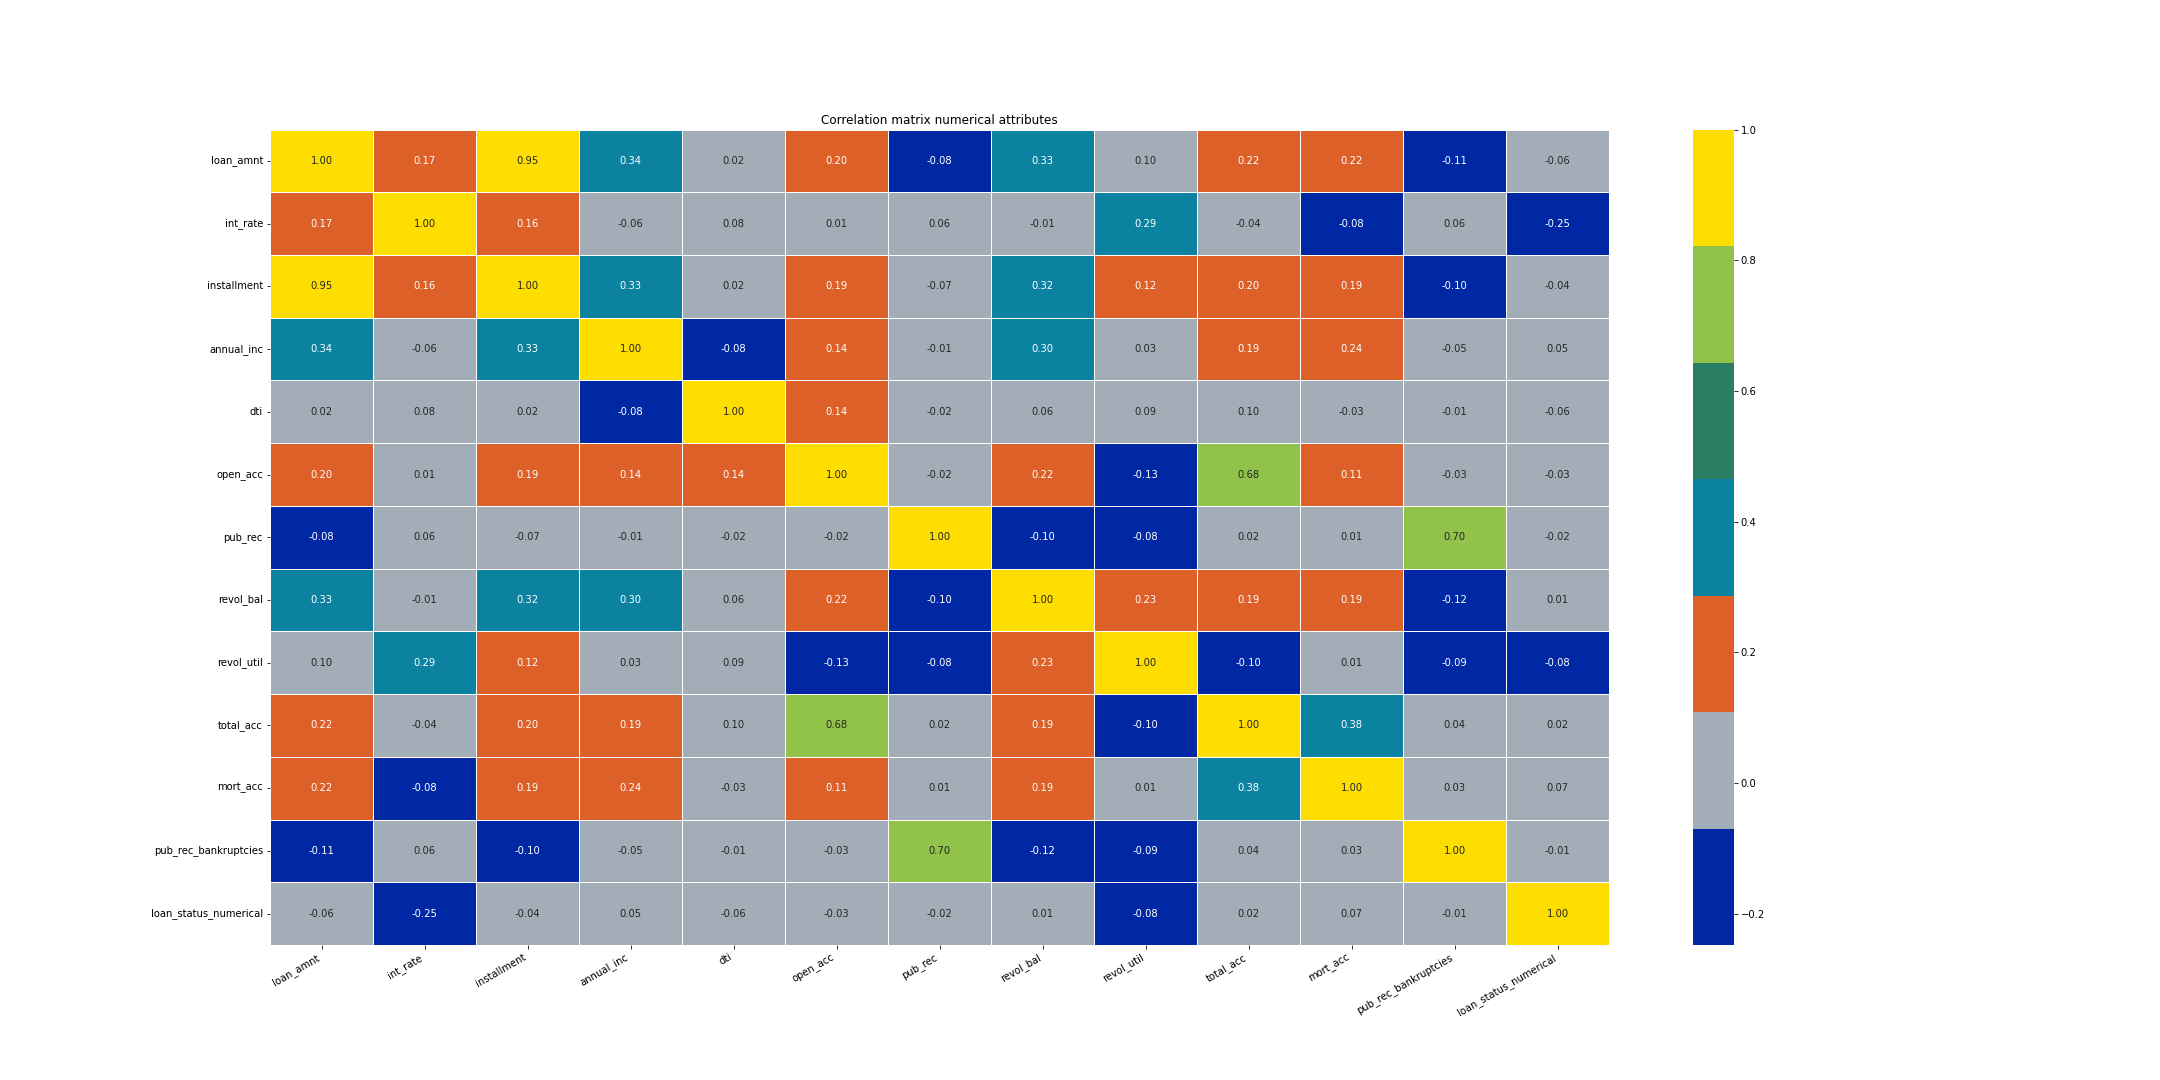 Correlation matrix numerical attributes
loan_amnt 1.00 0.17 0.95 0.34 0.02 0.20 -0.08 0.33 0.10 0.22 0.22 -0.11 -0.06
int_rate 0.17 1.00 0.16 -0.06 0.08 0.01 0.06 -0.01 0.29 -0.04 -0.08 0.06 -0.25
installment 0.95 0.16 1.00 0.33 0.02 0.19 -0.07 0.32 0.12 0.20 0.19 -0.10 -0.04
annual_inc 0.34 -0.06 0.33 1.00 -0.08 0.14 -0.01 0.30 0.03 0.19 0.24 -0.05 0.05
dti 0.02 0.08 0.02 -0.08 1.00 0.14 -0.02 0.06 0.09 0.10 -0.03 -0.01 -0.06
open_acc 0.20 0.01 0.19 0.14 0.14 1.00 -0.02 0.22 -0.13 0.68 0.11 -0.03 -0.03
pub_rec -0.08 0.06 -0.07 -0.01 -0.02 -0.02 1.00 -0.10 -0.08 0.02 0.01 0.70 -0.02
revol_bal 0.33 -0.01 0.32 0.30 0.06 0.22 -0.10 1.00 0.23 0.19 0.19 -0.12 0.01
revol_util 0.10 0.29 0.12 0.03 0.09 -0.13 -0.08 0.23 1.00 -0.10 0.01 -0.09 -0.08
total_acc 0.22 -0.04 0.20 0.19 0.10 0.68 0.02 0.19 -0.10 1.00 0.38 0.04 0.02
mort_acc 0.22 -0.08 0.19 0.24 -0.03 0.11 0.01 0.19 0.01 0.38 1.00 0.03 0.07
pub_rec_bankruptcies -0.11 0.06 -0.10 -0.05 -0.01 -0.03 0.70 -0.12 -0.09 0.04 0.03 1.00 -0.01
loan_status_numerical -0.06 -0.25 -0.04 0.05 -0.06 -0.03 -0.02 0.01 -0.08 0.02 0.07 -0.01 1.00
loan_amnt int_rate installment annual_inc dti open_acc pub_rec revol_bal revol_util total_acc mort_acc pub_rec_bankruptcies loan_status_numerical
1.0
0.8
0.6
0.4
0.2
0.0
−0.2